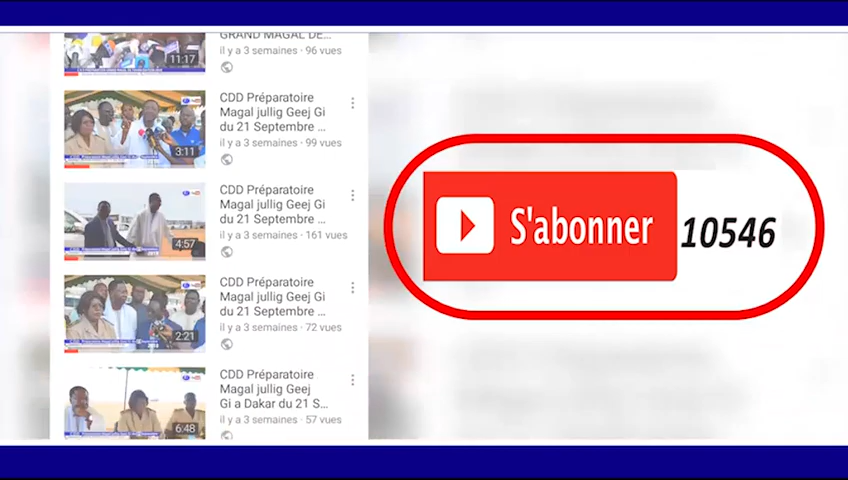 GRAND MAGAL DE...
il y a 3 semaines · 96 vues
11:17
CDD Préparatoire
Magal jullig Geej Gi
du 21 Septembre ...
il y a 3 semaines · 99 vues
3:11
CDD Préparatoire
Magal jullig Geej Gi
du 21 Septembre ...
il y a 3 semaines · 161 vues
4:57
CDD Préparatoire
Magal jullig Geej Gi
du 21 Septembre ...
il y a 3 semaines · 72 vues
2:21
CDD Préparatoire
Magal jullig Geej
Gi a Dakar du 21 S...
il y a 3 semaines · 57 vues
6:48
S'abonner
10546